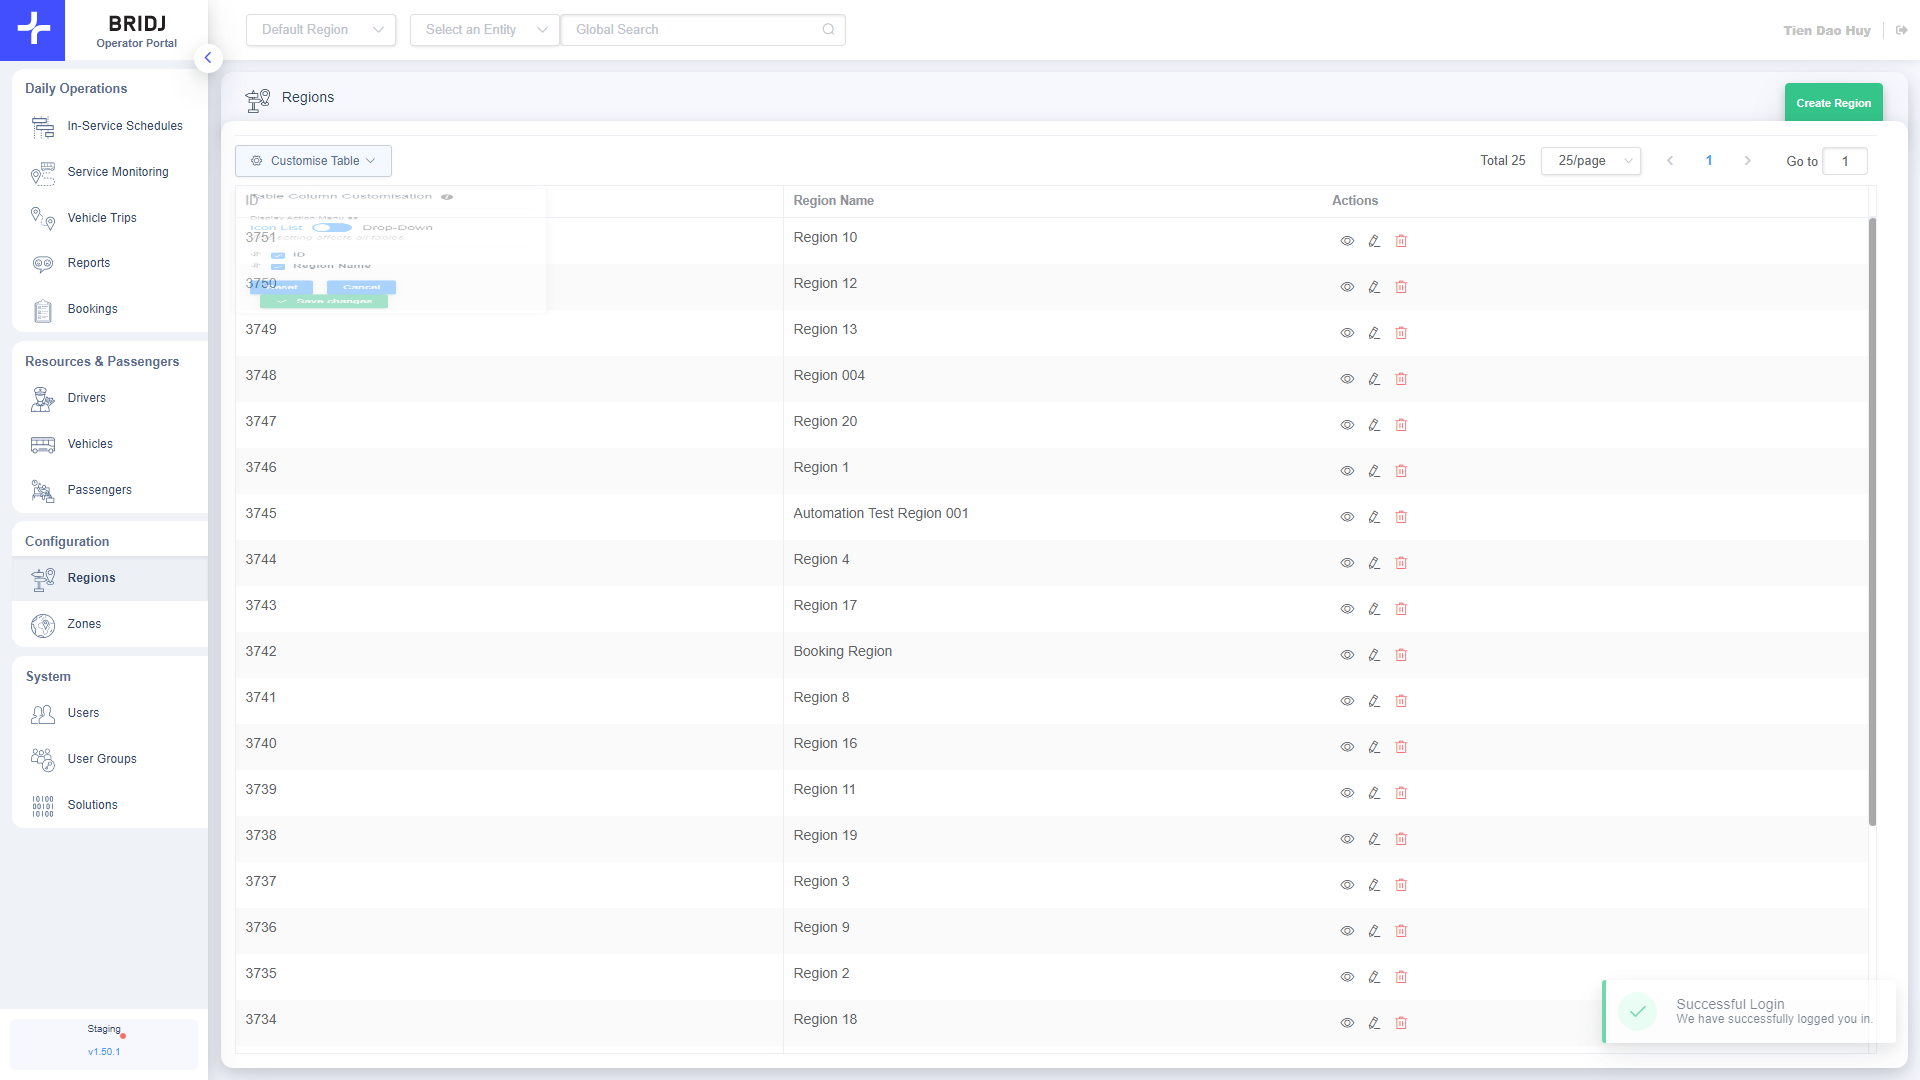 BRIDJ
Operator Portal
Default Region
Select an Entity
Global Search
Tien Dao Huy
Daily Operations
In-Service Schedules
Service Monitoring
Vehicle Trips
Reports
Bookings
Resources & Passengers
Drivers
Vehicles
Passengers
Configuration
Regions
Zones
System
Users
User Groups
Solutions
Staging
v1.50.1
Regions
Create Region
Customise Table
Total 25
25/page
1
Go to
1
Table Column Customisation
Display Action Menu as
Icon List
Drop-Down
setting affects all tables.
ID
Region Name
Reset
Cancel
Save changes
ID
Region Name
Actions
3751
Region 10
3750
Region 12
3749
Region 13
3748
Region 004
3747
Region 20
3746
Region 1
3745
Automation Test Region 001
3744
Region 4
3743
Region 17
3742
Booking Region
3741
Region 8
3740
Region 16
3739
Region 11
3738
Region 19
3737
Region 3
3736
Region 9
3735
Region 2
3734
Region 18
Successful Login
We have successfully logged you in.